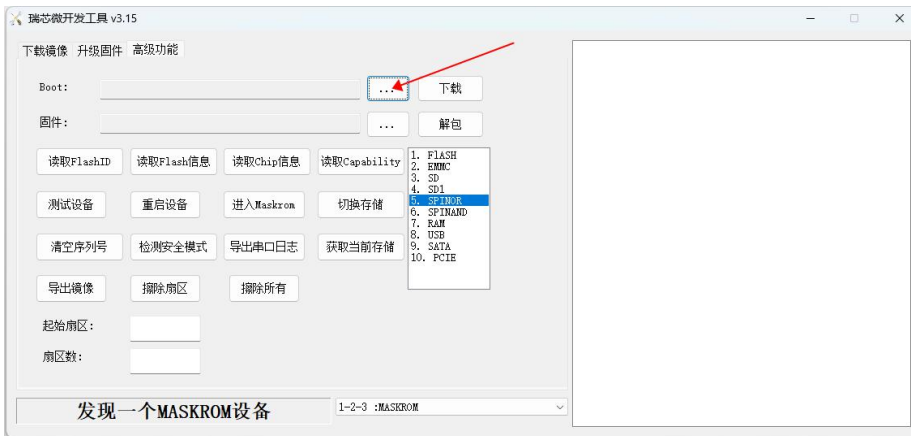 瑞芯微开发工具 v3.15
下载镜像 升级固件 高级功能
Boot: ... 下载
固件: ... 解包
读取FlashID 读取Flash信息 读取Chip信息 读取Capability
测试设备 重启设备 进入Maskrom 切换存储
清空序列号 检测安全模式 导出串口日志 获取当前存储
导出镜像 擦除扇区 擦除所有
1. FlASH
2. EMMC
3. SD
4. SD1
5. SPINOR
6. SPINAND
7. RAM
8. USB
9. SATA
10. PCIE
起始扇区:
扇区数:
发现一个MASKROM设备 1-2-3 :MASKROM